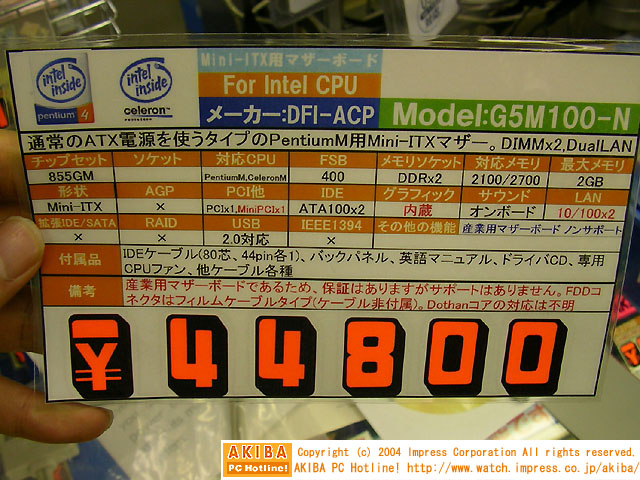 intel inside
pentium 4
intel inside
celeron
Mini-ITX用マザーボード
For Intel CPU
メーカー:DFI-ACP
Model:G5M100-N
通常のATX電源を使うタイプのPentiumM用Mini-ITXマザー。DIMMx2,DualLAN
チップセット ソケット 対応CPU FSB メモリソケット 対応メモリ 最大メモリ
855GM PentiumM,CeleronM 400 DDRx2 2100/2700 2GB
形状 AGP PCI他 IDE グラフィック サウンド LAN
Mini-ITX × PCIx1,MiniPCIx1 ATA100x2 内蔵 オンボード 10/100x2
拡張IDE/SATA RAID USB IEEE1394 その他の機能 産業用マザーボード ノンサポート
× × 2.0対応 ×
付属品 IDEケーブル(80芯、44pin各1)、バックパネル、英語マニュアル、ドライバCD、専用
CPUファン、他ケーブル各種
備考 産業用マザーボードであるため、保証はありますがサポートはありません。FDDコ
ネクタはフィルムケーブルタイプ(ケーブル非付属)。Dothanコアの対応は不明
¥44800
AKIBA PC Hotline!
Copyright (c) 2004 Impress Corporation All rights reserved.
AKIBA PC Hotline! http://www.watch.impress.co.jp/akiba/